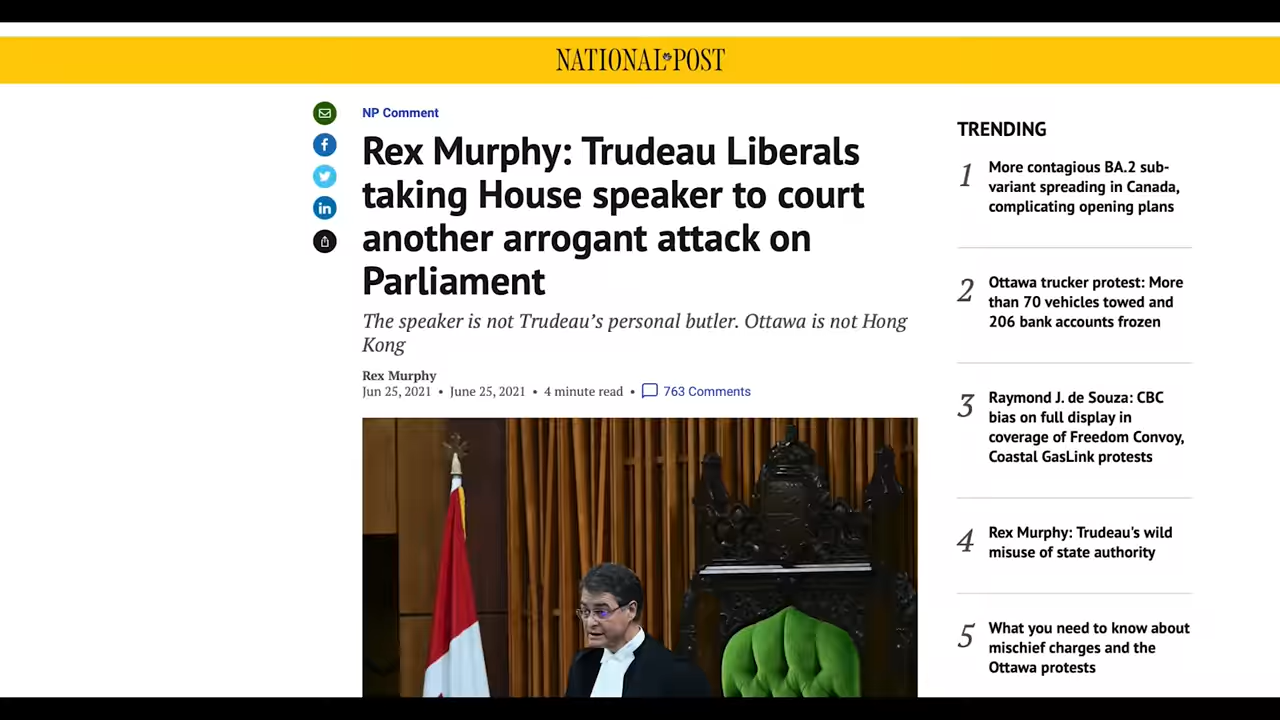 NATIONAL POST
NP Comment
Rex Murphy: Trudeau Liberals
taking House speaker to court
another arrogant attack on
Parliament
The speaker is not Trudeau’s personal butler. Ottawa is not Hong
Kong
Rex Murphy
Jun 25, 2021 • June 25, 2021 • 4 minute read • 763 Comments
TRENDING
1 More contagious BA.2 sub-
variant spreading in Canada,
complicating opening plans
2 Ottawa trucker protest: More
than 70 vehicles towed and
206 bank accounts frozen
3 Raymond J. de Souza: CBC
bias on full display in
coverage of Freedom Convoy,
Coastal GasLink protests
4 Rex Murphy: Trudeau's wild
misuse of state authority
5 What you need to know about
mischief charges and the
Ottawa protests